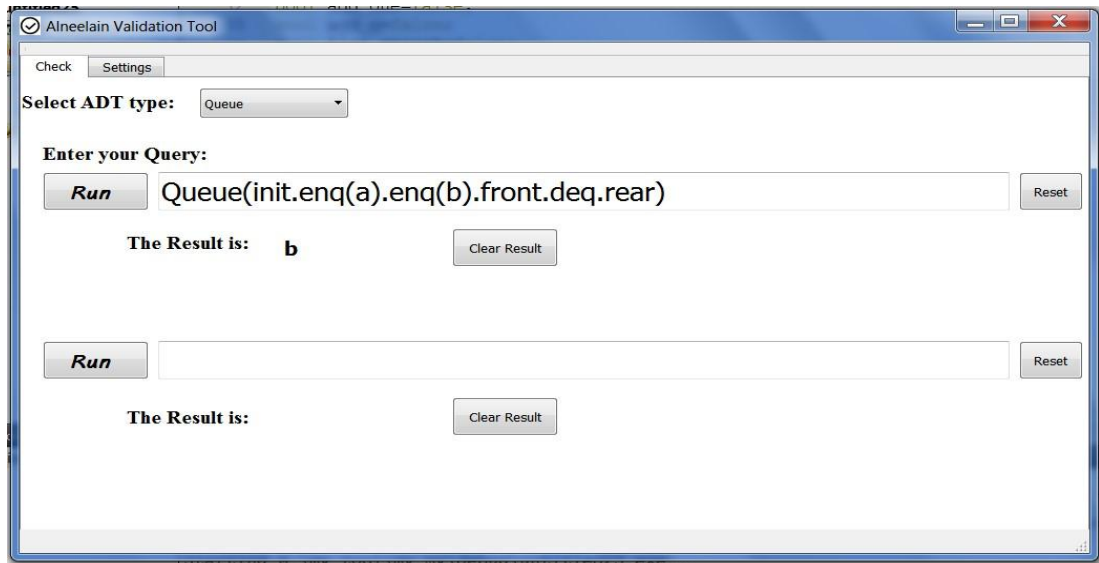 Alneelain Validation Tool
Check Settings
Select ADT type: Queue
Enter your Query:
Run Queue(init.enq(a).enq(b).front.deq.rear) Reset
The Result is: b Clear Result
Run Reset
The Result is: Clear Result